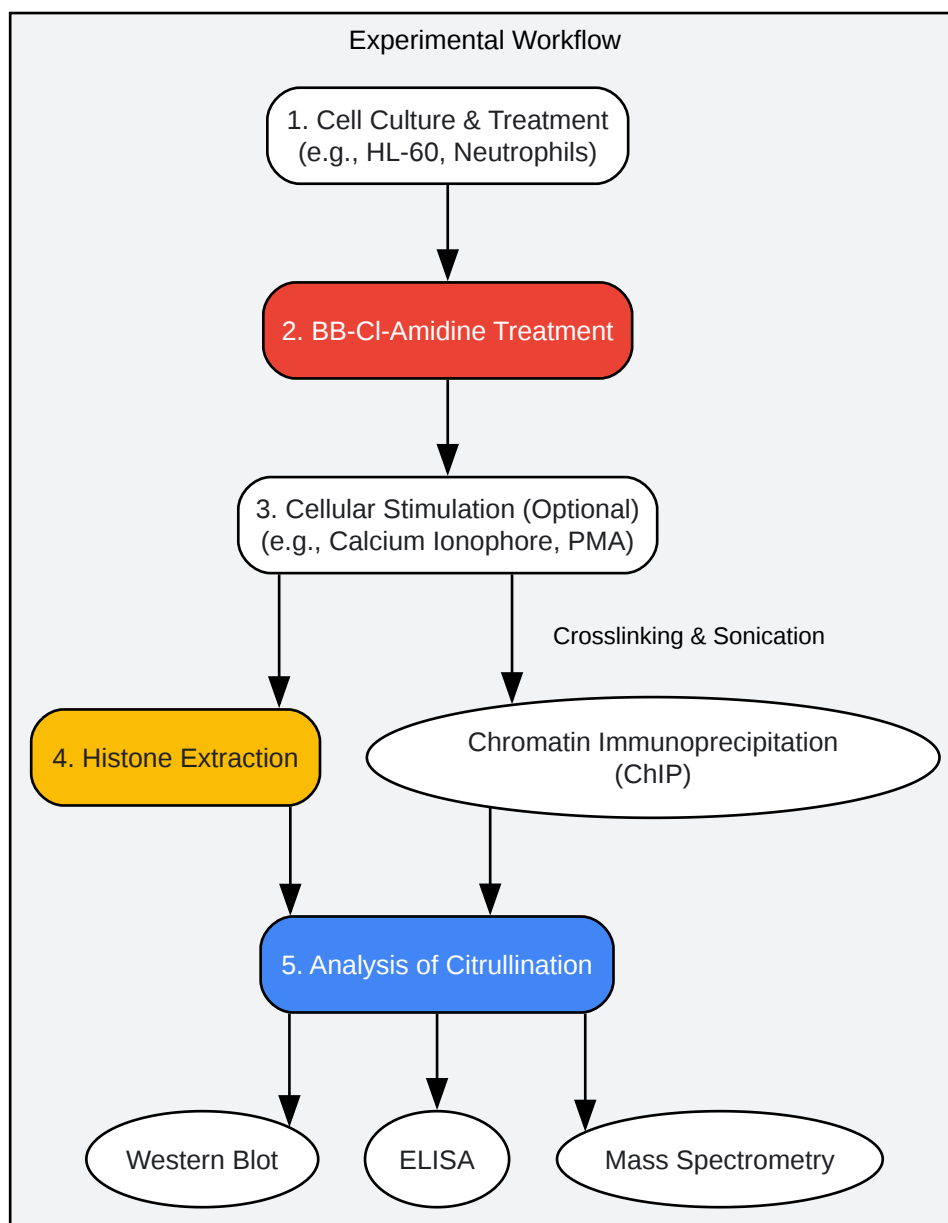 Experimental Workflow
1. Cell Culture & Treatment
(e.g., HL-60, Neutrophils)
2. BB-Cl-Amidine Treatment
3. Cellular Stimulation (Optional)
(e.g., Calcium Ionophore, PMA)
Crosslinking & Sonication
4. Histone Extraction
Chromatin Immunoprecipitation
(ChIP)
5. Analysis of Citrullination
Western Blot
ELISA
Mass Spectrometry